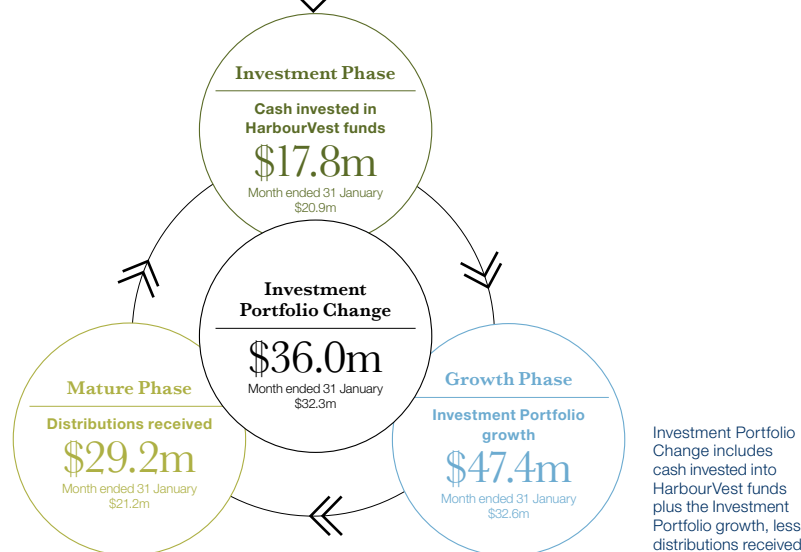 Investment Phase
Cash invested in
HarbourVest funds
$17.8m
Month ended 31 January
$20.9m
Investment
Portfolio Change
$36.0m
Month ended 31 January
$32.3m
Mature Phase
Distributions received
$29.2m
Month ended 31 January
$21.2m
Growth Phase
Investment Portfolio
growth
$47.4m
Month ended 31 January
$32.6m
Investment Portfolio
Change includes
cash invested into
HarbourVest funds
plus the Investment
Portfolio growth, less
distributions received